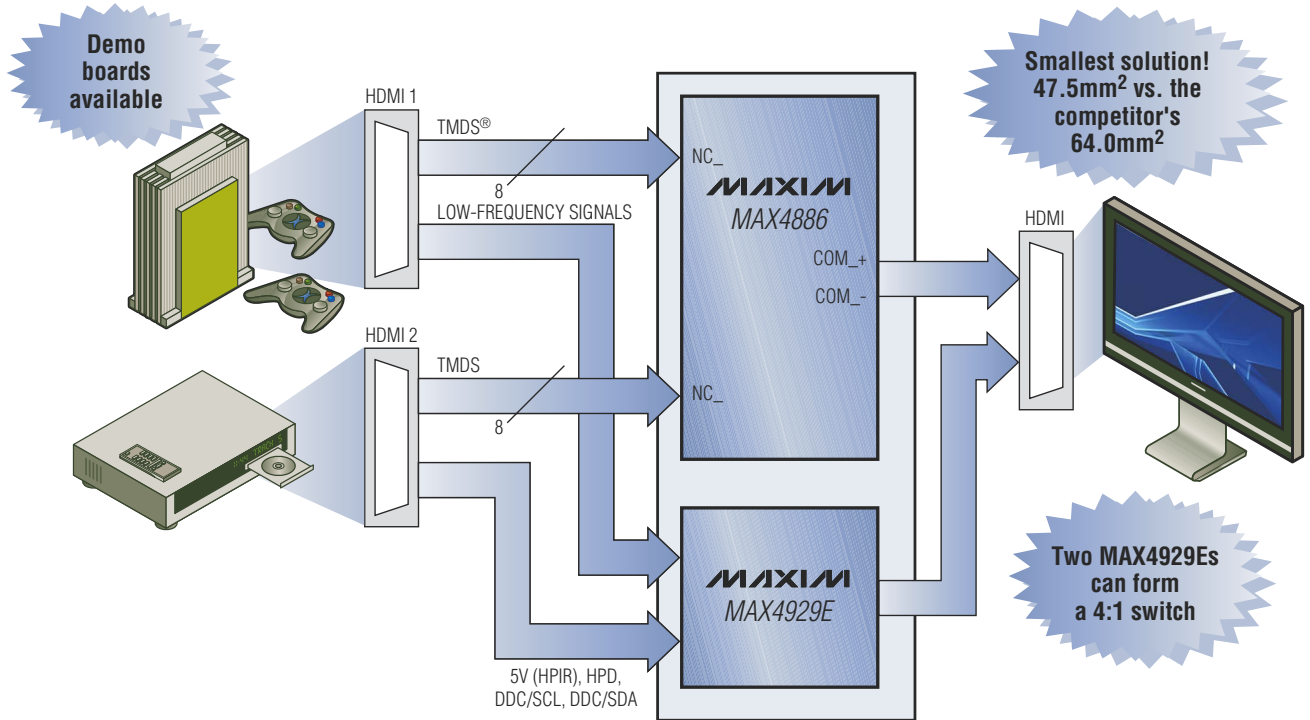 Demo
boards
available
HDMI 1
TMDS®
8
LOW-FREQUENCY SIGNALS
HDMI 2
TMDS
8
5V (HPIR), HPD,
DDC/SCL, DDC/SDA
NC_
MAXIM
MAX4886
COM_+
COM_-
NC_
MAXIM
MAX4929E
HDMI
Smallest solution!
47.5mm² vs. the
competitor's
64.0mm²
Two MAX4929Es
can form
a 4:1 switch